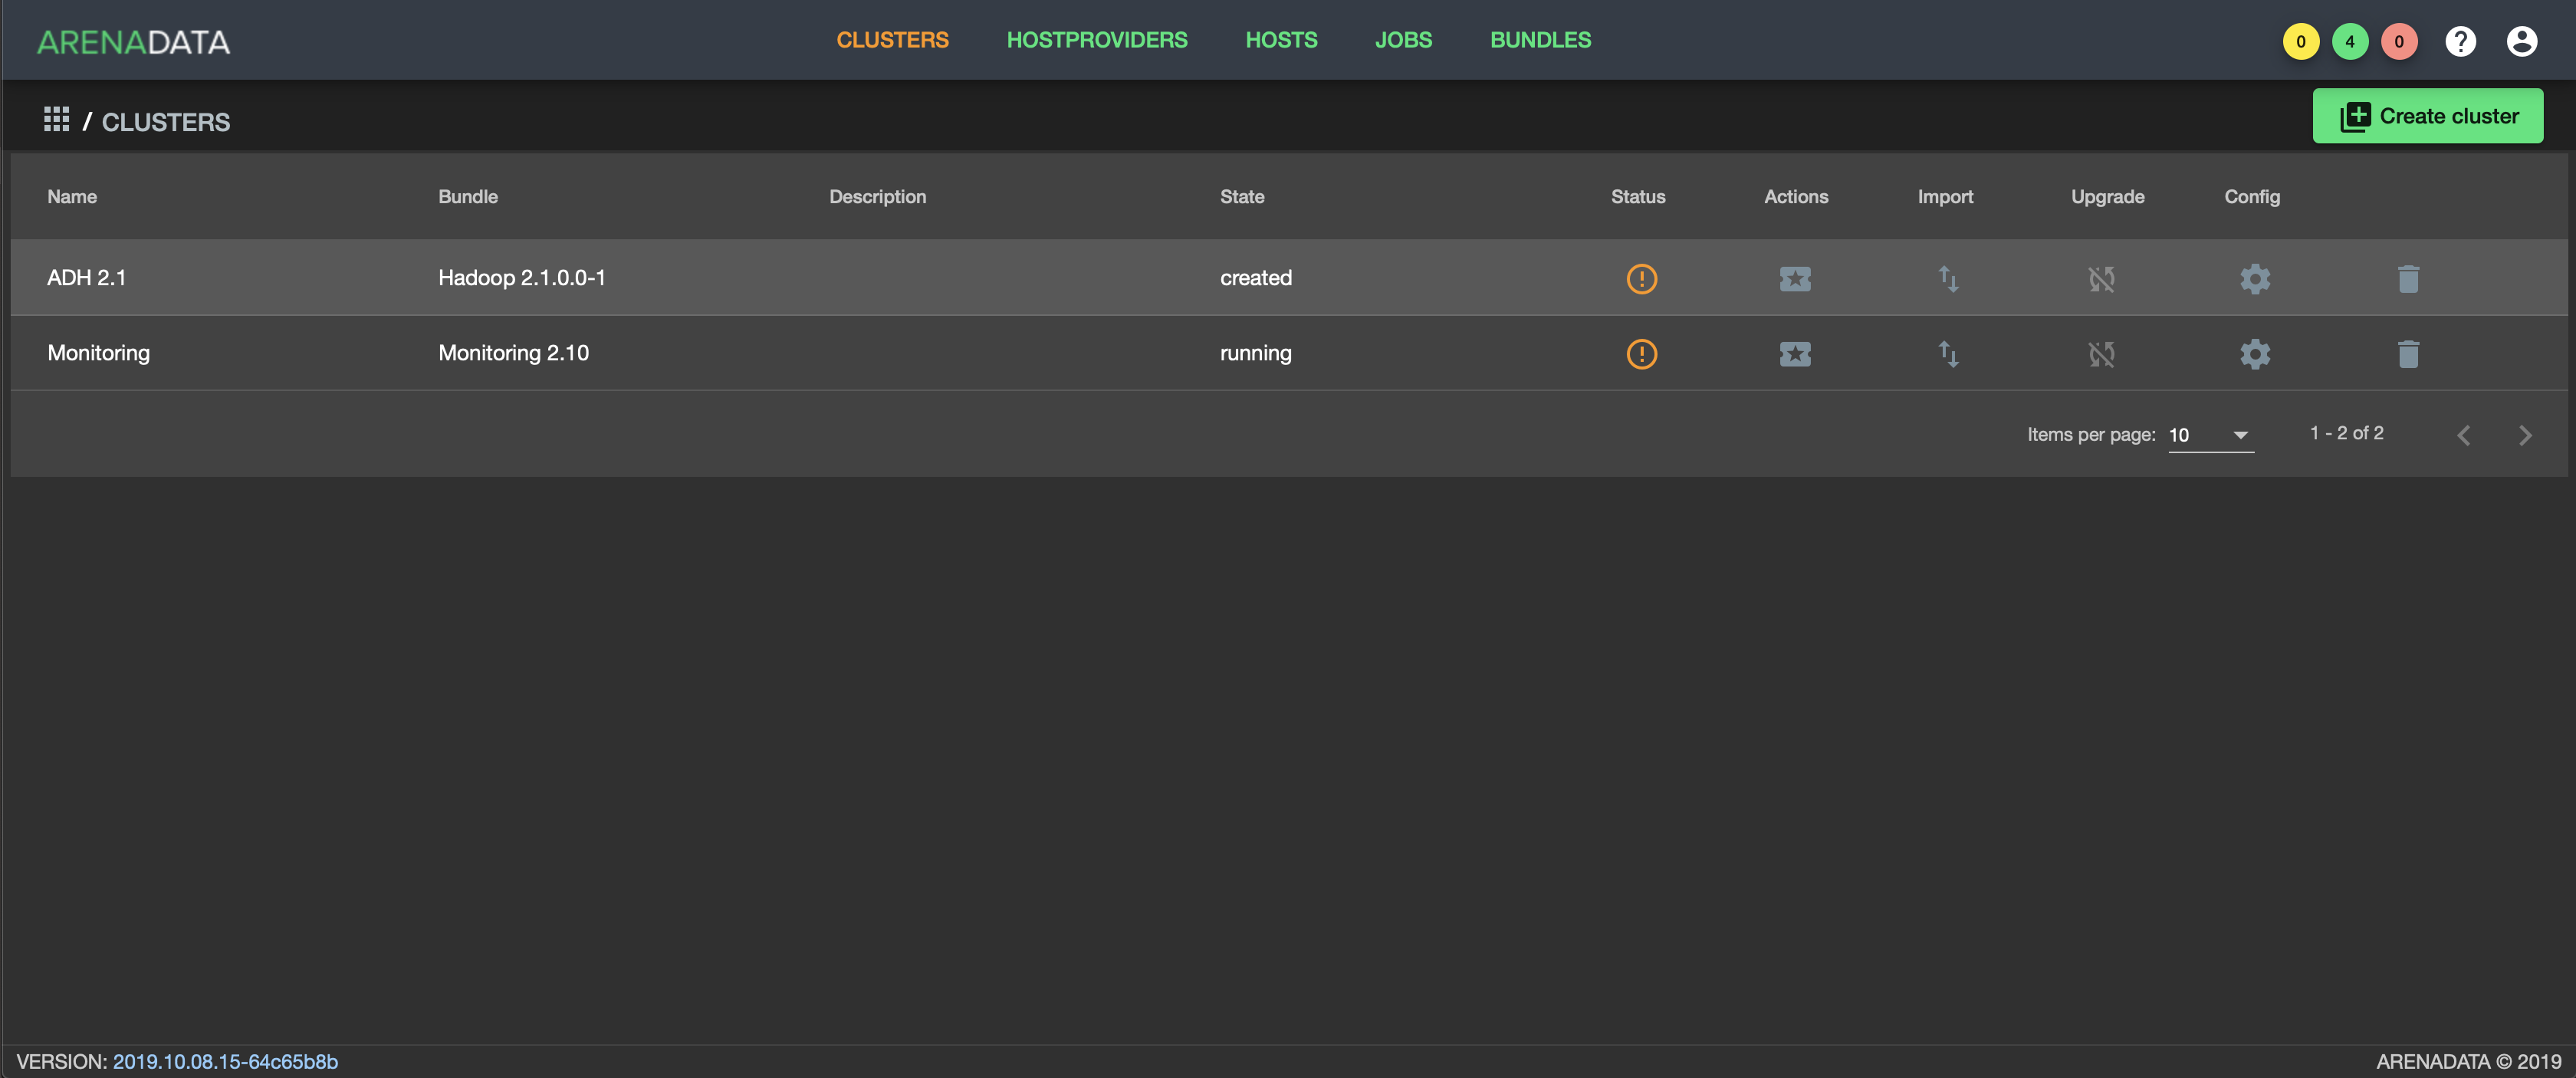 ARENADATA CLUSTERS HOSTPROVIDERS HOSTS JOBS BUNDLES 0 4 0 ?
/ CLUSTERS Create cluster
Name Bundle Description State Status Actions Import Upgrade Config
ADH 2.1 Hadoop 2.1.0.0-1 created
Monitoring Monitoring 2.10 running
Items per page: 10 1 - 2 of 2
VERSION: 2019.10.08.15-64c65b8b ARENADATA © 2019